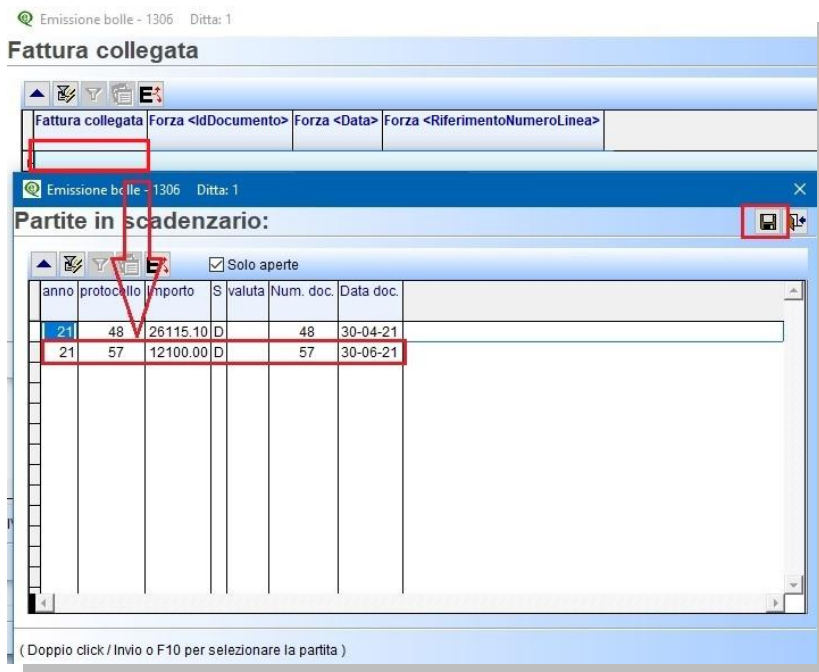 Emissione bolle - 1306 Ditta: 1
Fattura collegata
Fattura collegata Forza <IdDocumento> Forza <Data> Forza <RiferimentoNumeroLinea>
Emissione bolle - 1306 Ditta: 1
Partite in scadenzario:
Solo aperte
anno protocollo Importo S valuta Num. doc. Data doc.
21 48 26115.10 D 48 30-04-21
21 57 12100.00 D 57 30-06-21
( Doppio click / Invio o F10 per selezionare la partita )